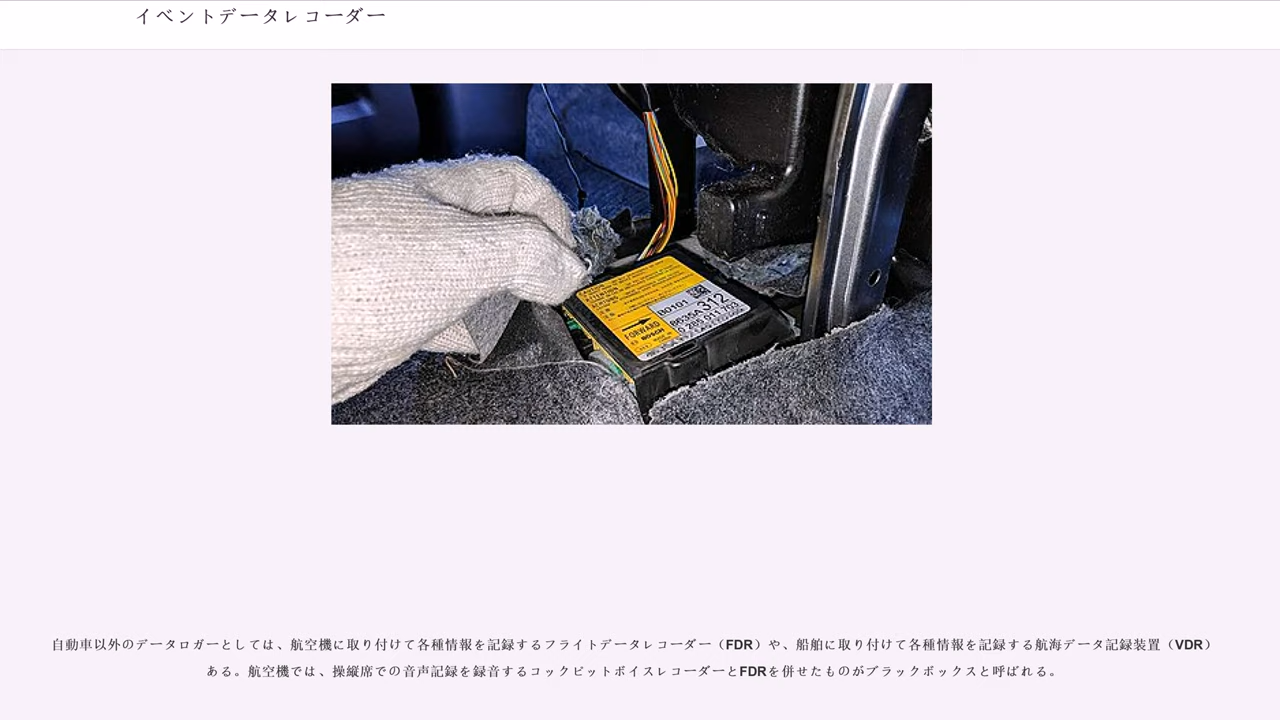 イベントデータレコーダー
FORWARD
BOSCH
B0101
8635A312
自動車以外のデータロガーとしては、航空機に取り付けて各種情報を記録するフライトデータレコーダー（FDR）や、船舶に取り付けて各種情報を記録する航海データ記録装置（VDR）
ある。航空機では、操縦席での音声記録を録音するコックピットボイスレコーダーとFDRを併せたものがブラックボックスと呼ばれる。